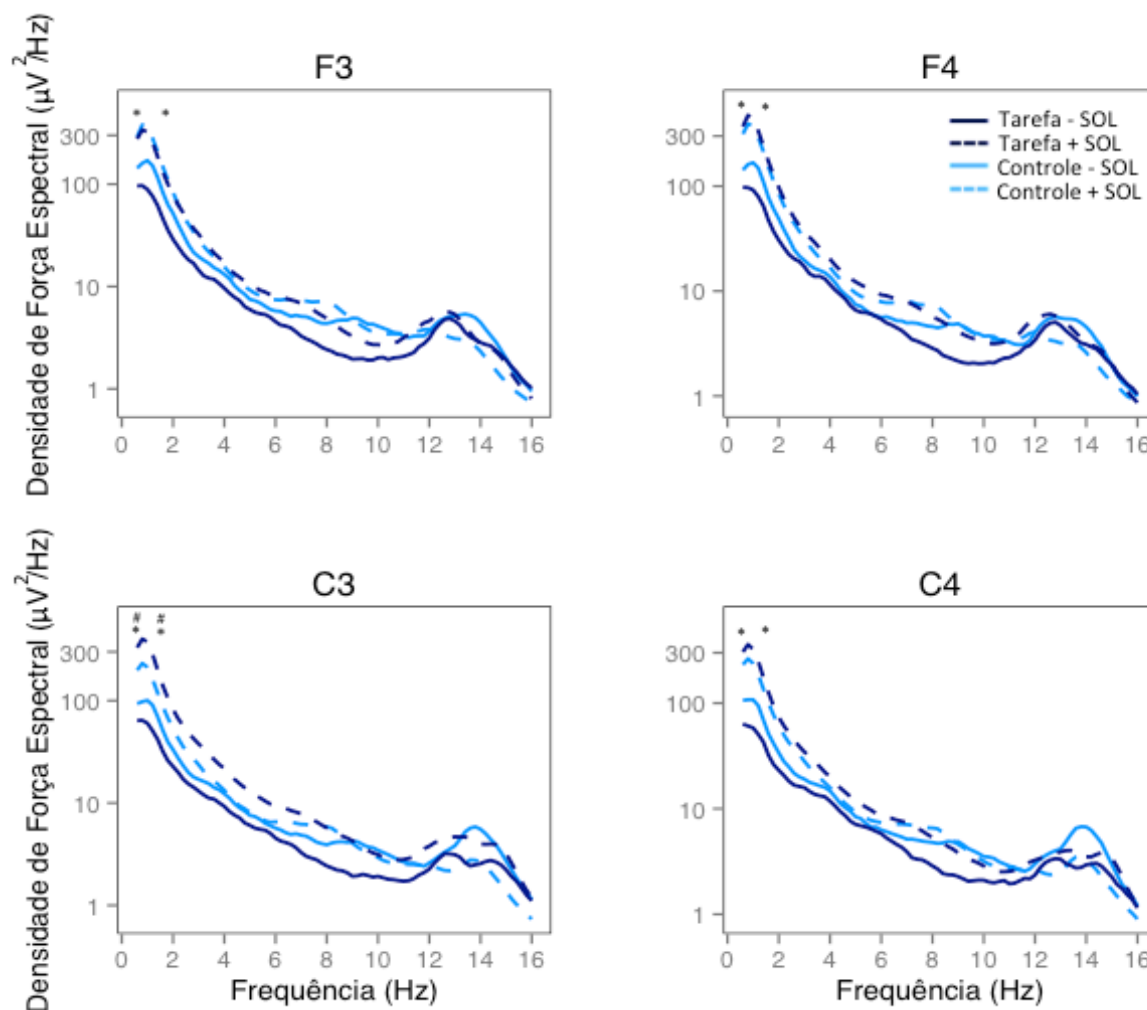 F3
F4
Densidade de Força Espectral (µV²/Hz)
* *
* *
Tarefa - SOL
Tarefa + SOL
Controle - SOL
Controle + SOL
300
100
10
1
0 2 4 6 8 10 12 14 16
300
100
10
1
0 2 4 6 8 10 12 14 16
C3
C4
Densidade de Força Espectral (µV²/Hz)
# #
* *
* *
300
100
10
1
0 2 4 6 8 10 12 14 16
Frequência (Hz)
300
100
10
1
0 2 4 6 8 10 12 14 16
Frequência (Hz)